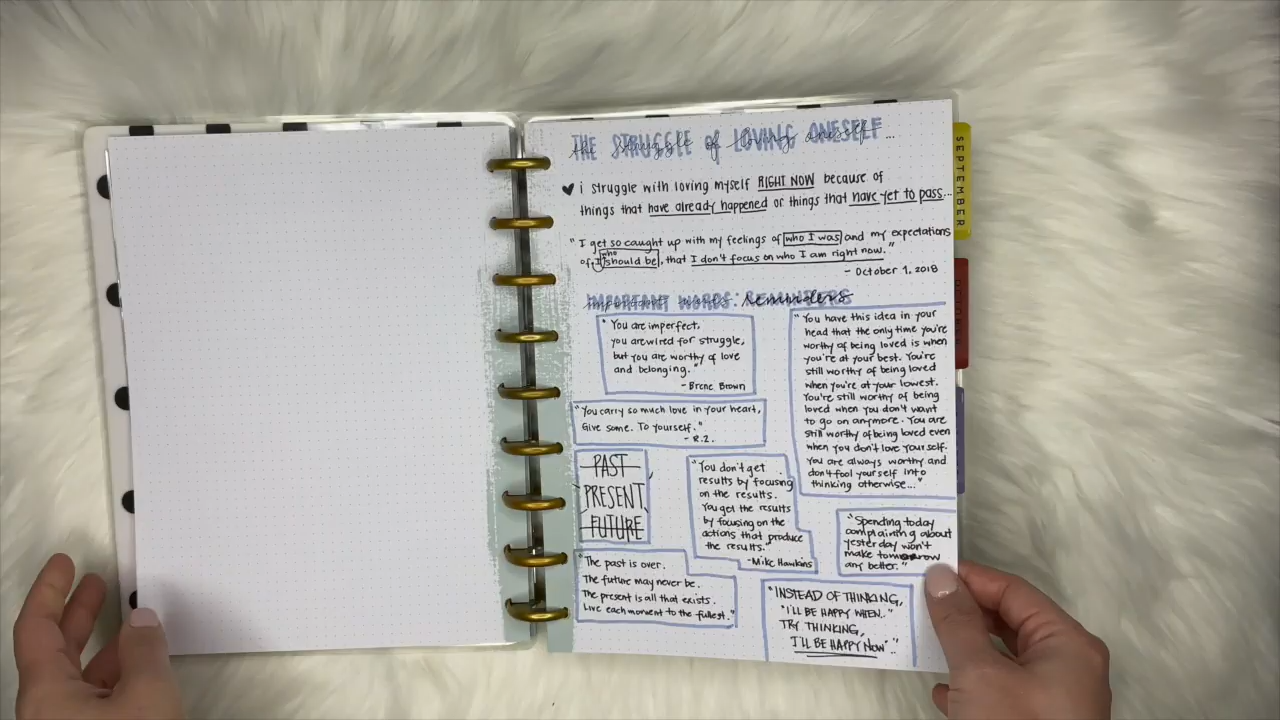 THE STRUGGLE OF LOVING ONESELF...
the struggle of loving oneself...
i struggle with loving myself RIGHT NOW because of
things that have already happened or things that have yet to pass...
"I get so caught up with my feelings of who I was and my expectations
of who I should be, that I don't focus on who I am right now."
- October 1, 2018
IMPORTANT WORDS: REMINDERS
important words: reminders
"You are imperfect,
you are wired for struggle,
but you are worthy of love
and belonging."
- Brene Brown
"You carry so much love in your heart,
Give some. To yourself."
- R.Z.
PAST
PRESENT
FUTURE
"The past is over.
The future may never be.
The present is all that exists.
Live each moment to the fullest."
"You don't get
results by focusing
on the results.
You get the results
by focusing on the
actions that produce
the results."
- Mike Hawkins
"You have this idea in your
head that the only time you're
worthy of being loved is when
you're at your best. You're
still worthy of being loved
when you're at your lowest.
You're still worthy of being
loved when you don't want
to go on anymore. You are
still worthy of being loved even
when you don't love yourself.
You are always worthy and
don't fool yourself into
thinking otherwise..."
"Spending today
complaining about
yesterday won't
make tomorrow
any better."
"INSTEAD OF THINKING,
"I'LL BE HAPPY WHEN.."
TRY THINKING,
I'LL BE HAPPY NOW"."
SEPTEMBER
OCTOBER